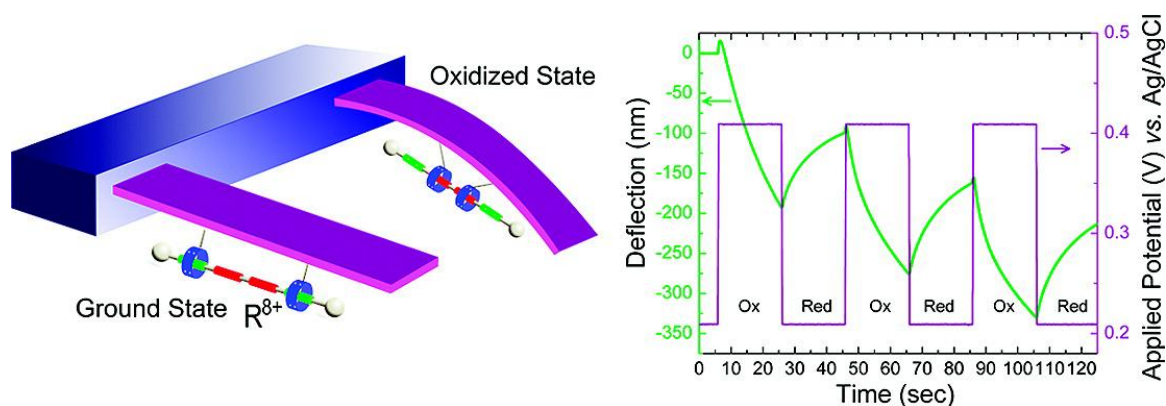 Oxidized State
Ground State
R⁸⁺
Deflection (nm)
0
-50
-100
-150
-200
-250
-300
-350
Ox Red Ox Red Ox Red
0 10 20 30 40 50 60 70 80 90 100 110 120
Time (sec)
0.5
0.4
0.3
0.2
Applied Potential (V) vs. Ag/AgCl